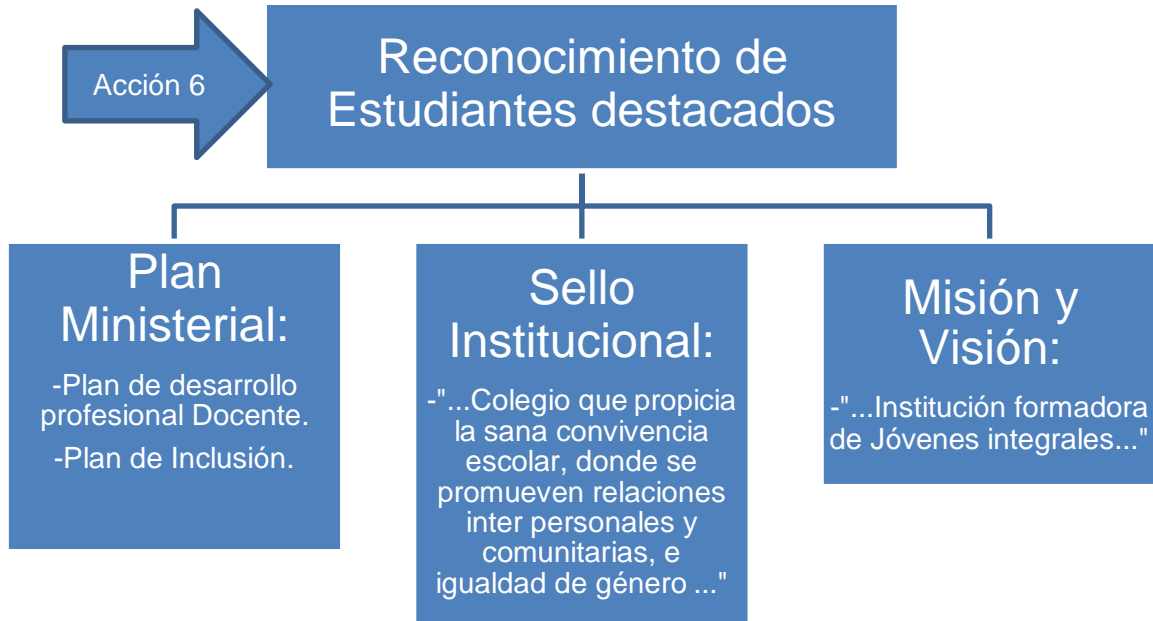 Acción 6
Reconocimiento de
Estudiantes destacados
Plan
Ministerial:
-Plan de desarrollo
profesional Docente.
-Plan de Inclusión.
Sello
Institucional:
-"...Colegio que propicia
la sana convivencia
escolar, donde se
promueven relaciones
inter personales y
comunitarias, e
igualdad de género ..."
Misión y
Visión:
-"...Institución formadora
de Jóvenes integrales..."